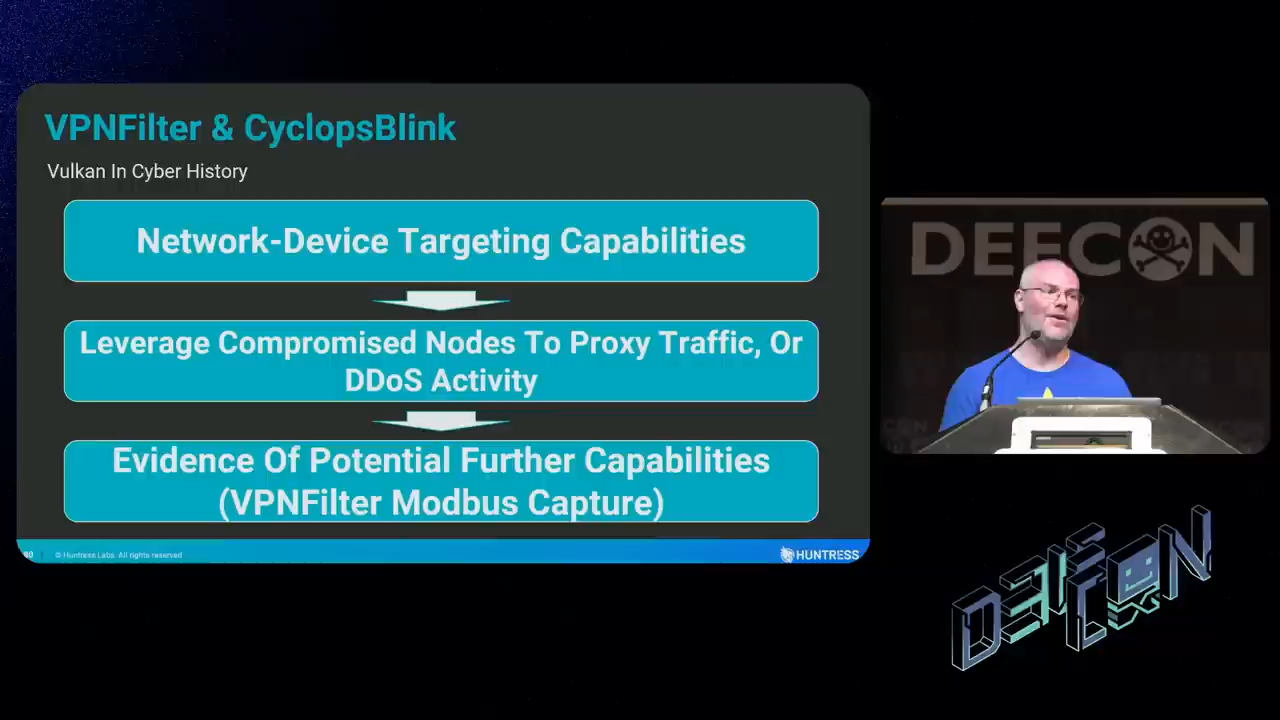 VPNFilter & CyclopsBlink
Vulkan In Cyber History
Network-Device Targeting Capabilities
Leverage Compromised Nodes To Proxy Traffic, Or
DDoS Activity
Evidence Of Potential Further Capabilities
(VPNFilter Modbus Capture)
© Huntress Labs. All rights reserved
HUNTRESS
DEFCON
DEFCON